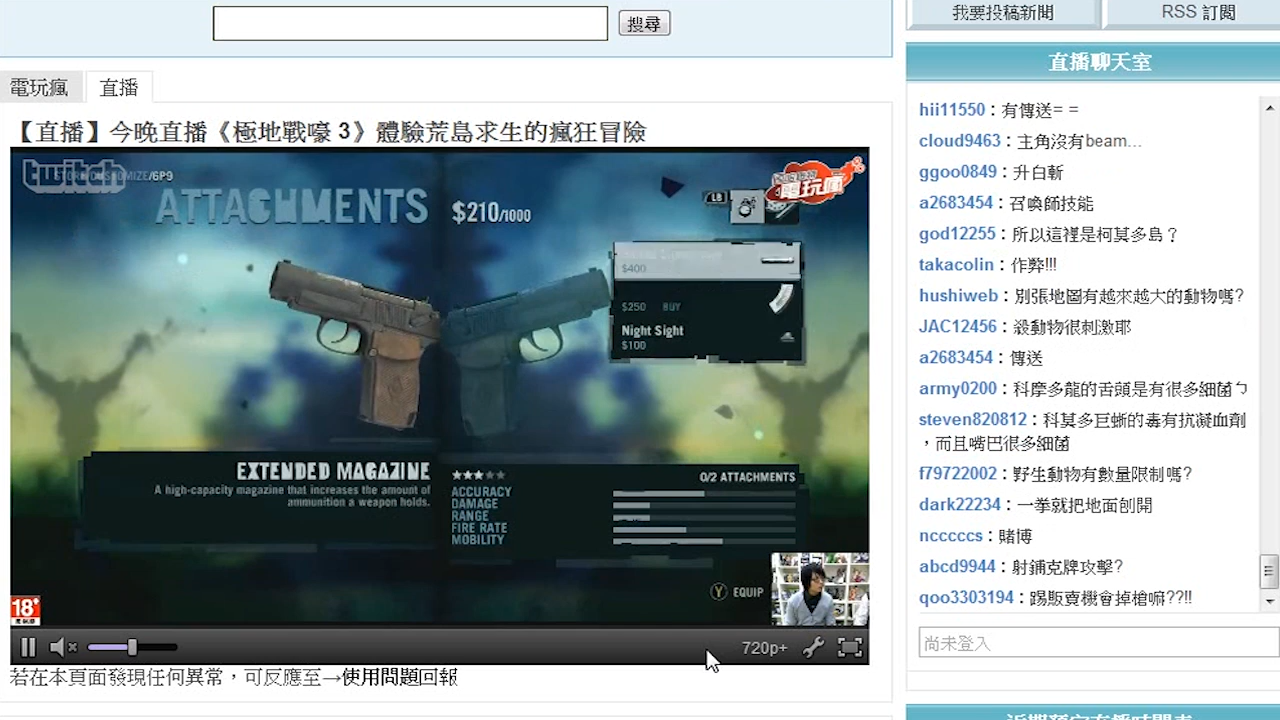 搜尋
我要投稿新聞
RSS 訂閱
電玩瘋
直播
【直播】今晚直播《極地戰嚎 3》體驗荒島求生的瘋狂冒險
twitch
STORE/CUSTOMIZE/6P9
電玩瘋
ATTACHMENTS
$210/1000
LB
$400
$250 BUY
Night Sight
$100
EXTENDED MAGAZINE
A high-capacity magazine that increases the amount of
ammunition a weapon holds.
0/2 ATTACHMENTS
ACCURACY
DAMAGE
RANGE
FIRE RATE
MOBILITY
Y EQUIP
18+
720p+
若在本頁面發現任何異常，可反應至→使用問題回報
直播聊天室
hii11550：有傳送= =
cloud9463：主角沒有beam...
ggoo0849：升白斬
a2683454：召喚師技能
god12255：所以這裡是柯莫多島？
takacolin：作弊!!!
hushiweb：別張地圖有越來越大的動物嗎?
JAC12456：殺動物很刺激耶
a2683454：傳送
army0200：科摩多龍的舌頭是有很多細菌ㄅ
steven820812：科莫多巨蜥的毒有抗凝血劑
，而且嘴巴很多細菌
f79722002：野生動物有數量限制嗎?
dark22234：一拳就把地面刨開
ncccccs：賭博
abcd9944：射鋪克牌攻擊?
qoo3303194：踢販賣機會掉槍嘛??!!
尚未登入